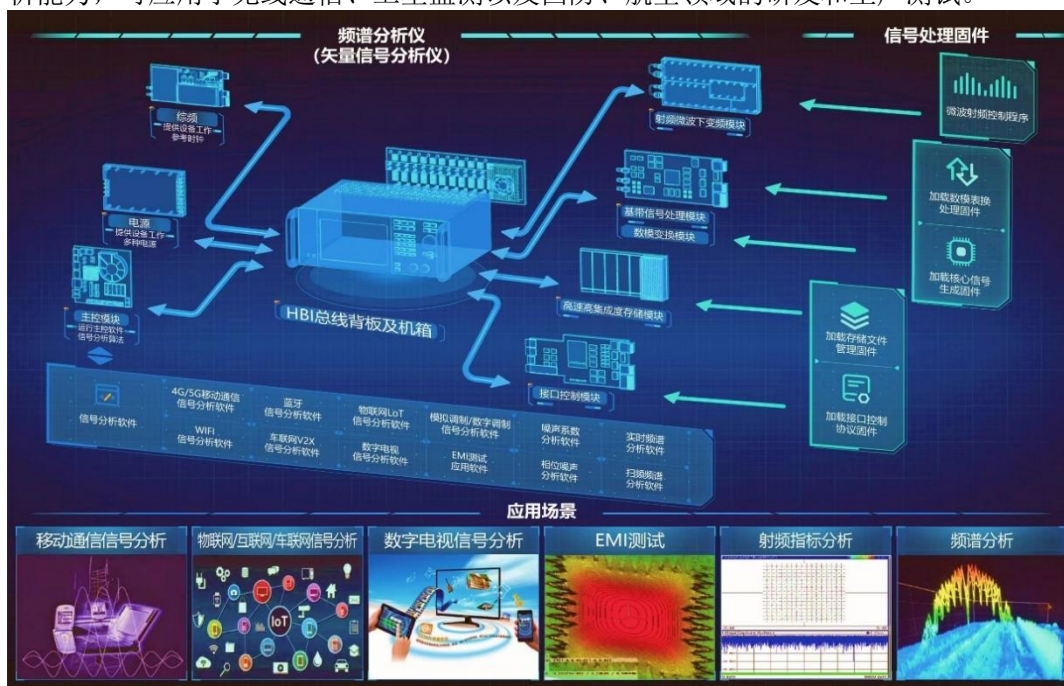 频谱分析仪
(矢量信号分析仪)
信号处理固件
综频
提供设备工作
参考时钟
电源
提供设备工作
多种电源
主控模块
运行主控软件
信号分析算法
HBI总线背板及机箱
射频微波下变频模块
基带信号处理模块
数模变换模块
高速高集成度存储模块
接口控制模块
微波射频控制程序
加载数模表换
处理固件
加载核心信号
生成固件
加载存储文件
管理固件
加载接口控制
协议固件
信号分析软件
4G/5G移动通信
信号分析软件
蓝牙
信号分析软件
物联网LoT
信号分析软件
模拟调制/数字调制
信号分析软件
噪声系数
分析软件
实时频谱
分析软件
WIFI
信号分析软件
车联网V2X
信号分析软件
数字电视
信号分析软件
EMI测试
应用软件
相位噪声
分析软件
扫频频谱
分析软件
应用场景
移动通信信号分析
物联网/互联网/车联网信号分析
数字电视信号分析
EMI测试
射频指标分析
频谱分析
IoT